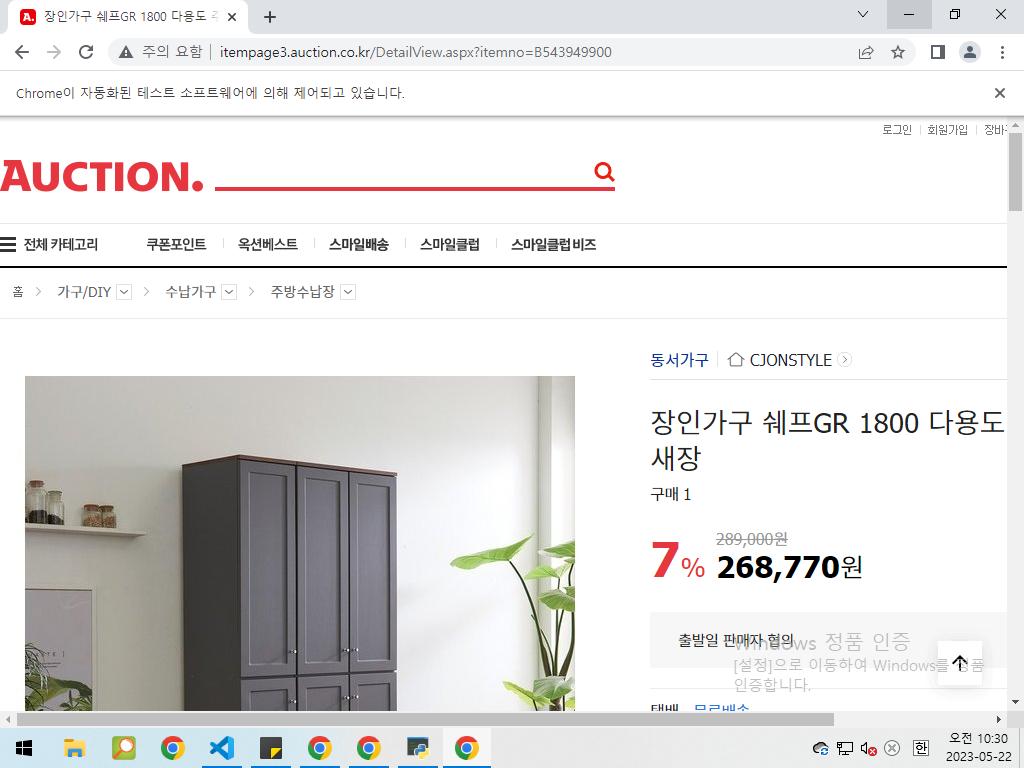 장인가구 쉐프GR 1800 다용도
주의 요함 | itempage3.auction.co.kr/DetailView.aspx?itemno=B543949900
Chrome이 자동화된 테스트 소프트웨어에 의해 제어되고 있습니다.
로그인 회원가입 장바
AUCTION.
전체 카테고리 쿠폰포인트 옥션베스트 스마일배송 스마일클럽 스마일클럽 비즈
홈 가구/DIY 수납가구 주방수납장
동서가구 CJONSTYLE
장인가구 쉐프GR 1800 다용도
새장
구매 1
289,000원
7% 268,770원
출발일 판매자 협의
Windows 정품 인증
[설정]으로 이동하여 Windows를 정품
인증합니다.
택배 무료배송
오전 10:30
한
2023-05-22